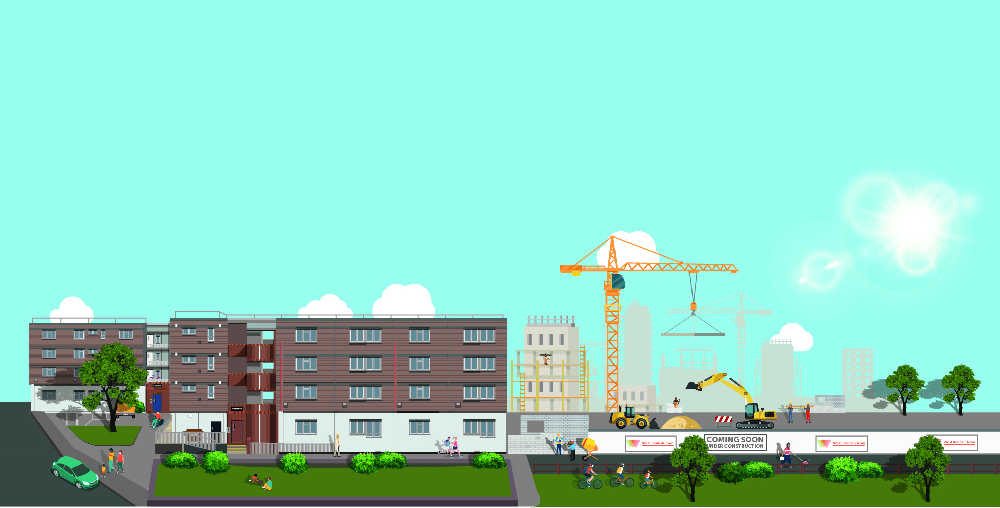 West Kentish Town
COMING SOON
UNDER CONSTRUCTION
West Kentish Town
West Kentish Town